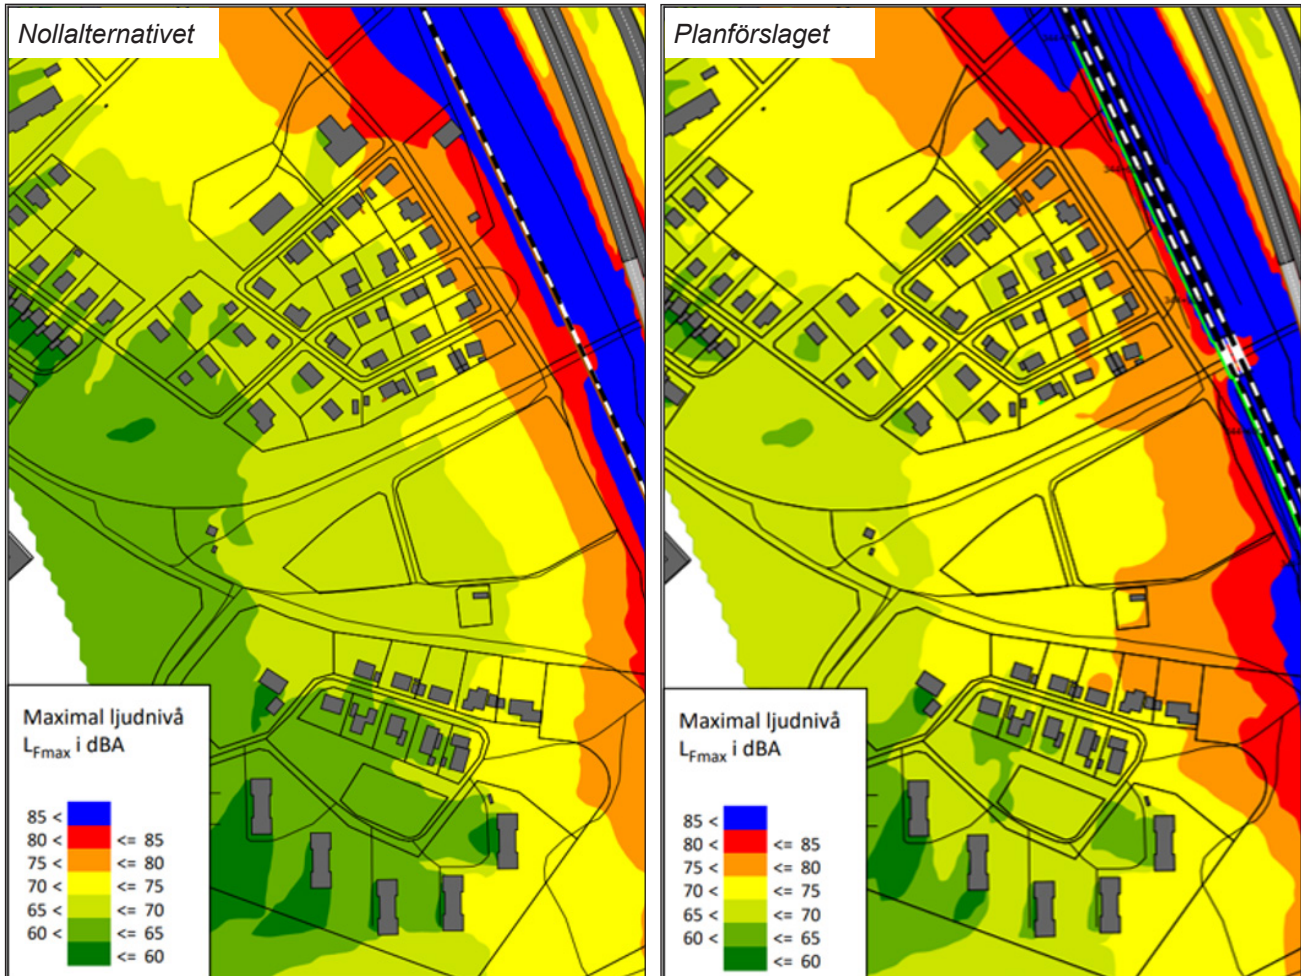 Nollalternativet
Maximal ljudnivå
LFmax i dBA
85 <
80 < <= 85
75 < <= 80
70 < <= 75
65 < <= 70
60 < <= 65
<= 60
Planförslaget
Maximal ljudnivå
LFmax i dBA
85 <
80 < <= 85
75 < <= 80
70 < <= 75
65 < <= 70
60 < <= 65
<= 60